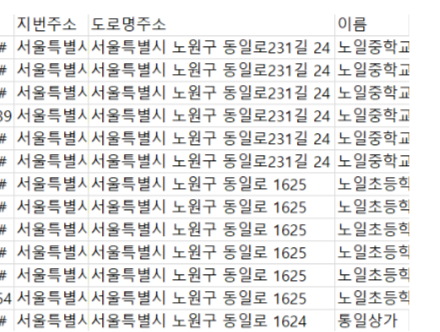 지번주소 도로명주소 이름
# 서울특별시 서울특별시 노원구 동일로231길 24 노일중학교
# 서울특별시 서울특별시 노원구 동일로231길 24 노일중학교
# 서울특별시 서울특별시 노원구 동일로231길 24 노일중학교
39 서울특별시 서울특별시 노원구 동일로231길 24 노일중학교
# 서울특별시 서울특별시 노원구 동일로231길 24 노일중학교
# 서울특별시 서울특별시 노원구 동일로231길 24 노일중학교
# 서울특별시 서울특별시 노원구 동일로 1625 노일초등학
# 서울특별시 서울특별시 노원구 동일로 1625 노일초등학
# 서울특별시 서울특별시 노원구 동일로 1625 노일초등학
# 서울특별시 서울특별시 노원구 동일로 1625 노일초등학
# 서울특별시 서울특별시 노원구 동일로 1625 노일초등학
54 서울특별시 서울특별시 노원구 동일로 1625 노일초등학
# 서울특별시 서울특별시 노원구 동일로 1624 통일상가